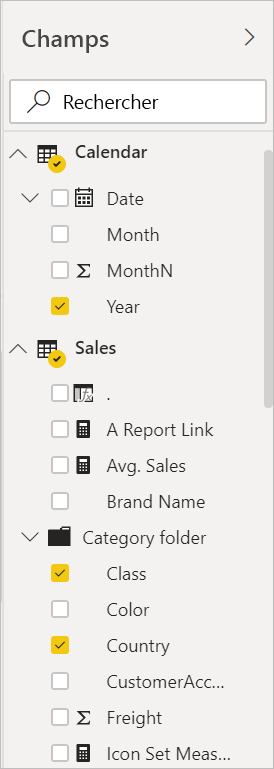 Champs
Rechercher
Calendar
Date
Month
Σ MonthN
Year
Sales
.
A Report Link
Avg. Sales
Brand Name
Category folder
Class
Color
Country
CustomerAcc...
Σ Freight
Icon Set Meas...